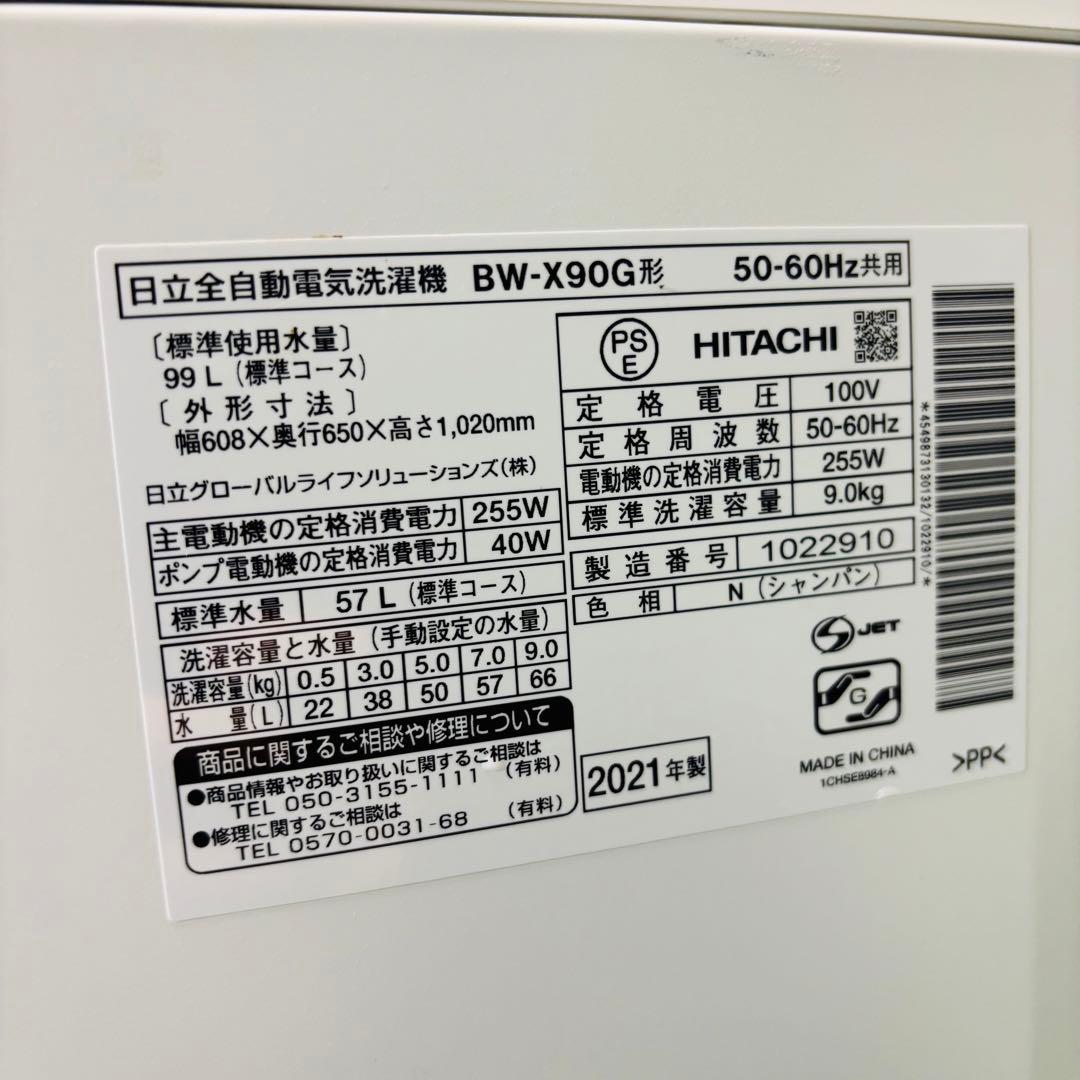 日立全自動電気洗濯機 BW-X90G形 50-60Hz共用
〔標準使用水量〕
99 L (標準コース)
〔外形寸法〕
幅608×奥行650×高さ1,020mm
日立グローバルライフソリューションズ(株)
主電動機の定格消費電力 255W
ポンプ電動機の定格消費電力 40W
標準水量 57 L (標準コース)
洗濯容量と水量 (手動設定の水量)
洗濯容量(kg) 0.5 3.0 5.0 7.0 9.0
水量(L) 22 38 50 57 66
商品に関するご相談や修理について
●商品情報やお取り扱いに関するご相談は
TEL 050-3155-1111 (有料)
●修理に関するご相談は
TEL 0570-0031-68 (有料)
PS
E
HITACHI
定格電圧 100V
定格周波数 50-60Hz
電動機の定格消費電力 255W
標準洗濯容量 9.0kg
製造番号 1022910
色相 N (シャンパン)
S JET
G
2021年製
MADE IN CHINA
1CHSE8984-A
>PP<
*4549873130132/1022910/*